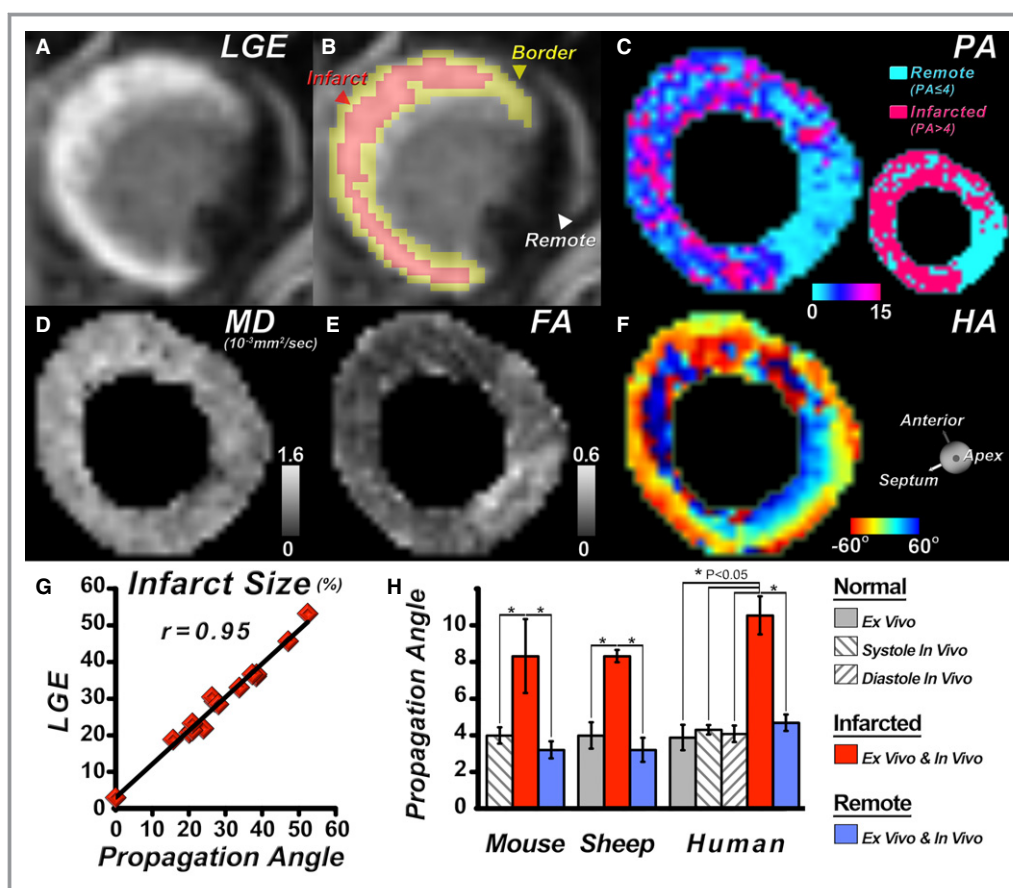 A
LGE
B
Border
Infarct
Remote
C
PA
Remote
(PA≤4)
Infarcted
(PA>4)
0 15
D
MD
(10⁻³mm²/sec)
1.6
0
E
FA
0.6
0
F
HA
Anterior
Apex
Septum
-60° 60°
G
Infarct Size (%)
r=0.95
LGE
60
50
40
30
20
10
0
0 10 20 30 40 50 60
Propagation Angle
H
Propagation Angle
10
8
6
4
2
0
* * * * * P<0.05 *
Mouse Sheep Human
Normal
Ex Vivo
Systole In Vivo
Diastole In Vivo
Infarcted
Ex Vivo & In Vivo
Remote
Ex Vivo & In Vivo